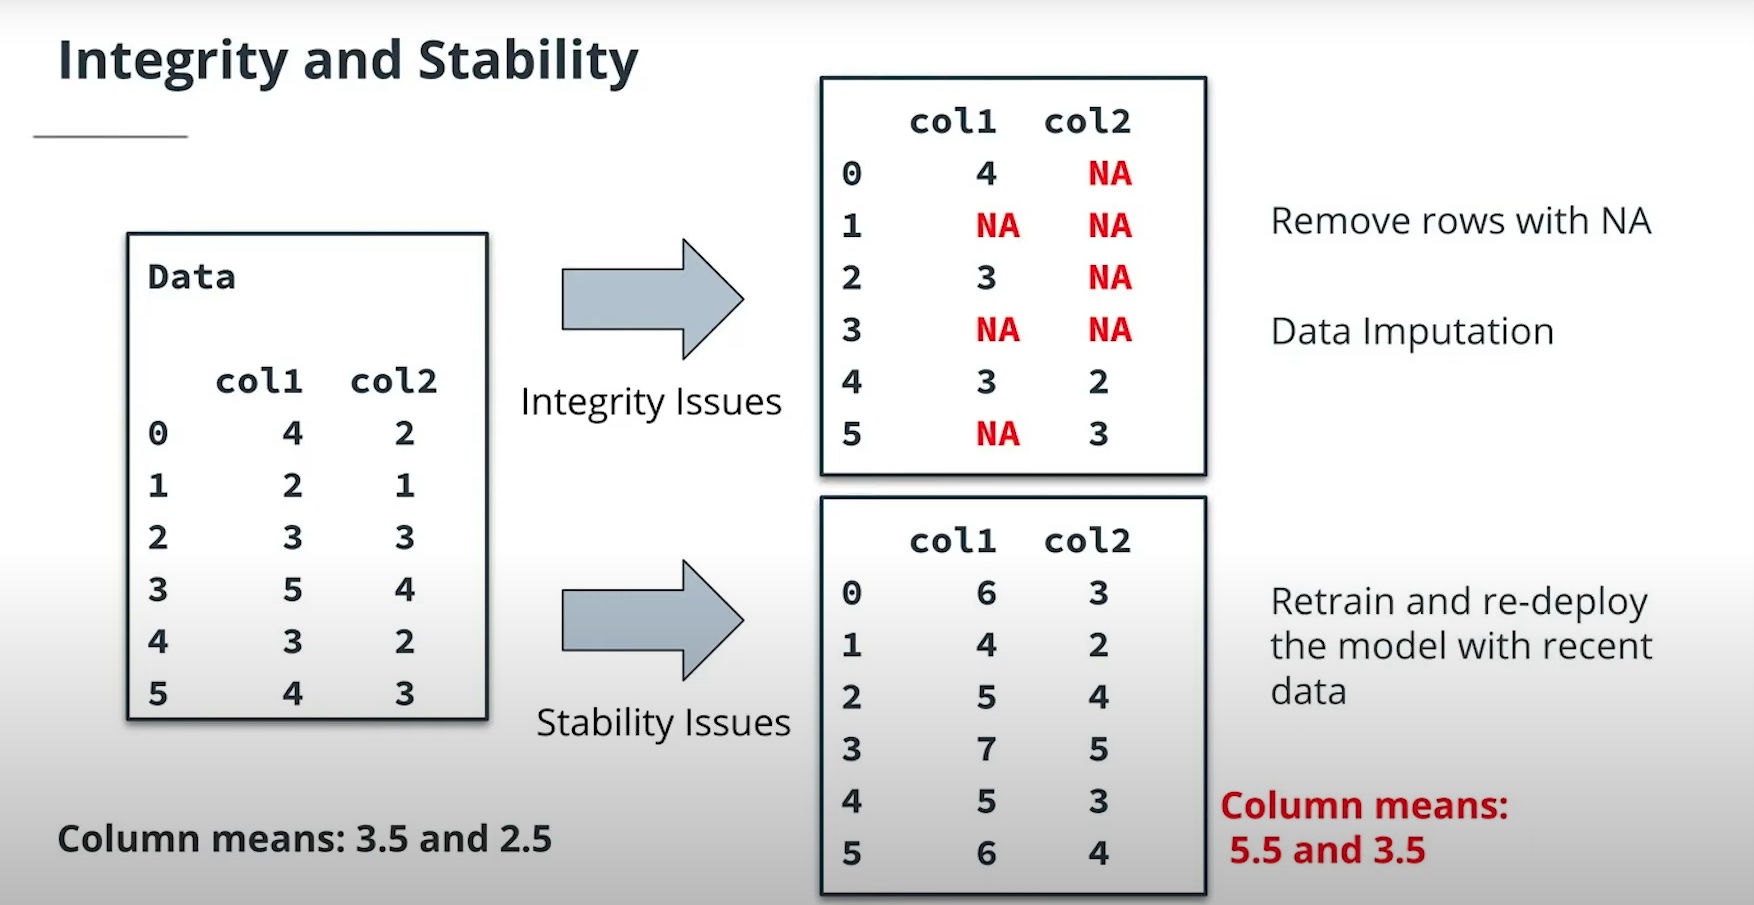 Integrity and Stability
Data
col1 col2
0 4 2
1 2 1
2 3 3
3 5 4
4 3 2
5 4 3
Column means: 3.5 and 2.5
Integrity Issues
col1 col2
0 4 NA
1 NA NA
2 3 NA
3 NA NA
4 3 2
5 NA 3
Remove rows with NA
Data Imputation
Stability Issues
col1 col2
0 6 3
1 4 2
2 5 4
3 7 5
4 5 3
5 6 4
Retrain and re-deploy
the model with recent
data
Column means:
5.5 and 3.5